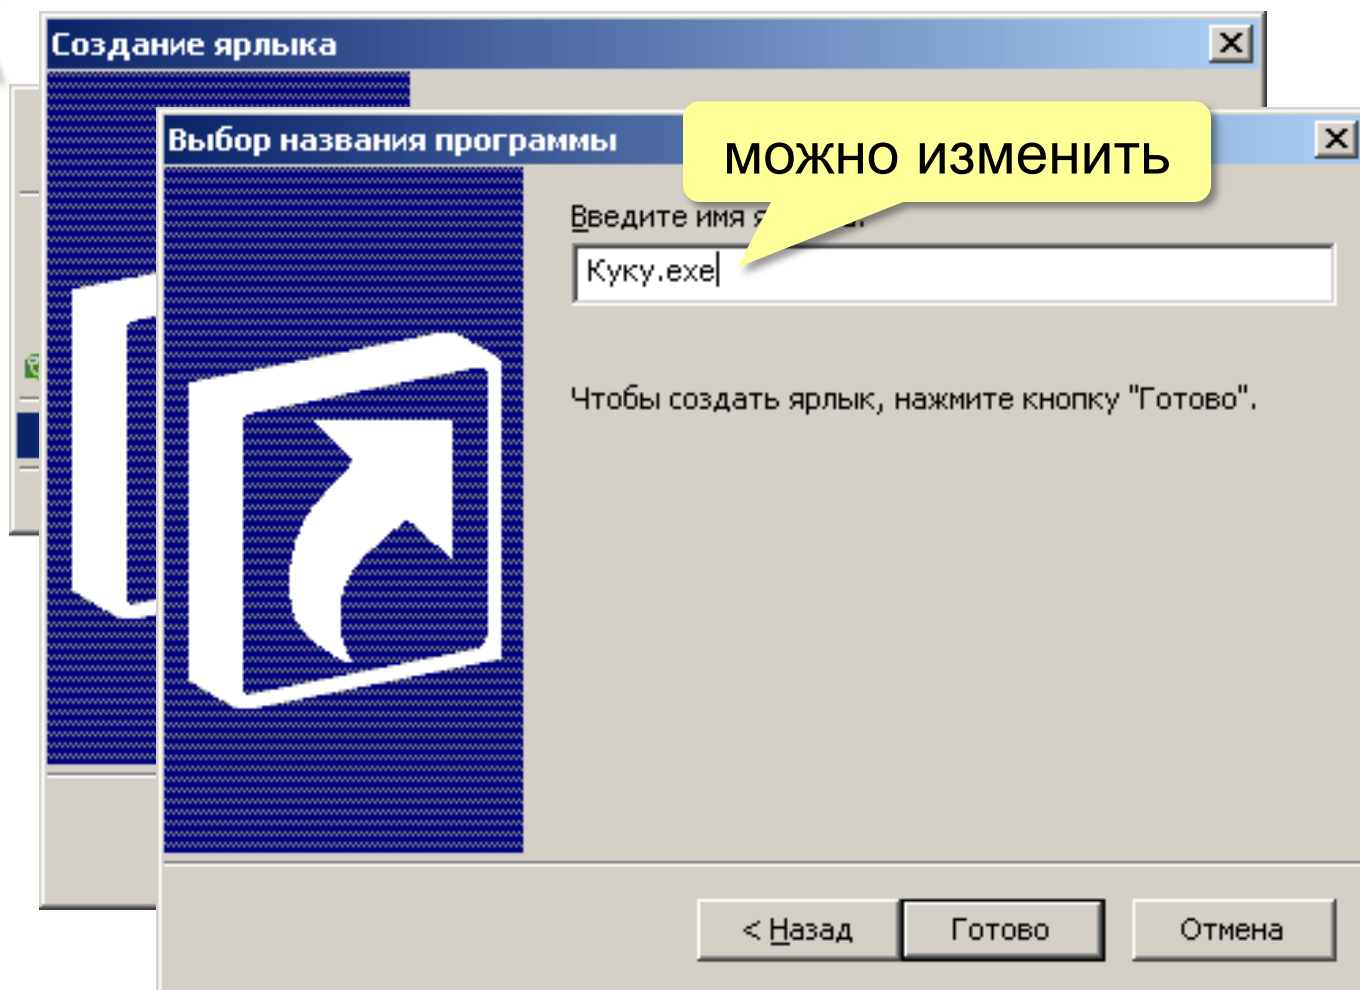 Создание ярлыка
Выбор названия программы
можно изменить
Введите имя
Куку.exe
Чтобы создать ярлык, нажмите кнопку "Готово".
< Назад
Готово
Отмена